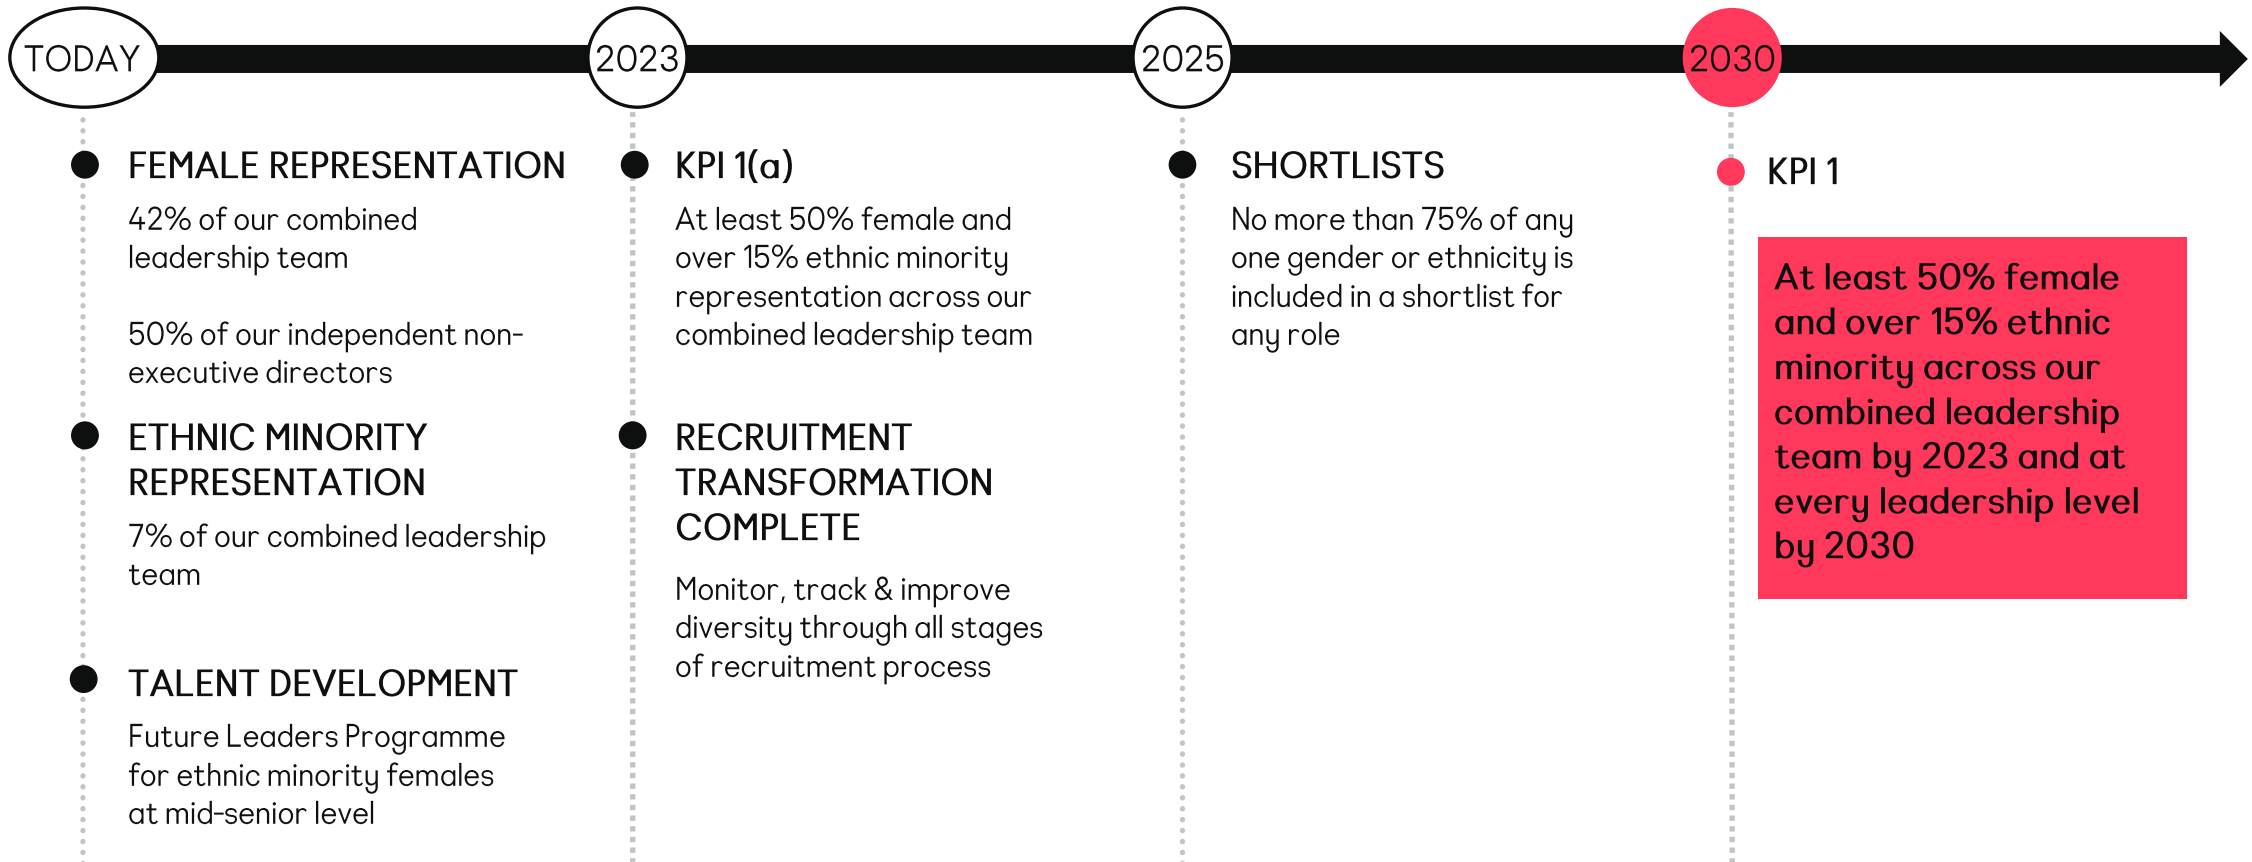 TODAY
2023
2025
2030
FEMALE REPRESENTATION
42% of our combined
leadership team
50% of our independent non-
executive directors
ETHNIC MINORITY
REPRESENTATION
7% of our combined leadership
team
TALENT DEVELOPMENT
Future Leaders Programme
for ethnic minority females
at mid-senior level
KPI 1(a)
At least 50% female and
over 15% ethnic minority
representation across our
combined leadership team
RECRUITMENT
TRANSFORMATION
COMPLETE
Monitor, track & improve
diversity through all stages
of recruitment process
SHORTLISTS
No more than 75% of any
one gender or ethnicity is
included in a shortlist for
any role
KPI 1
At least 50% female
and over 15% ethnic
minority across our
combined leadership
team by 2023 and at
every leadership level
by 2030